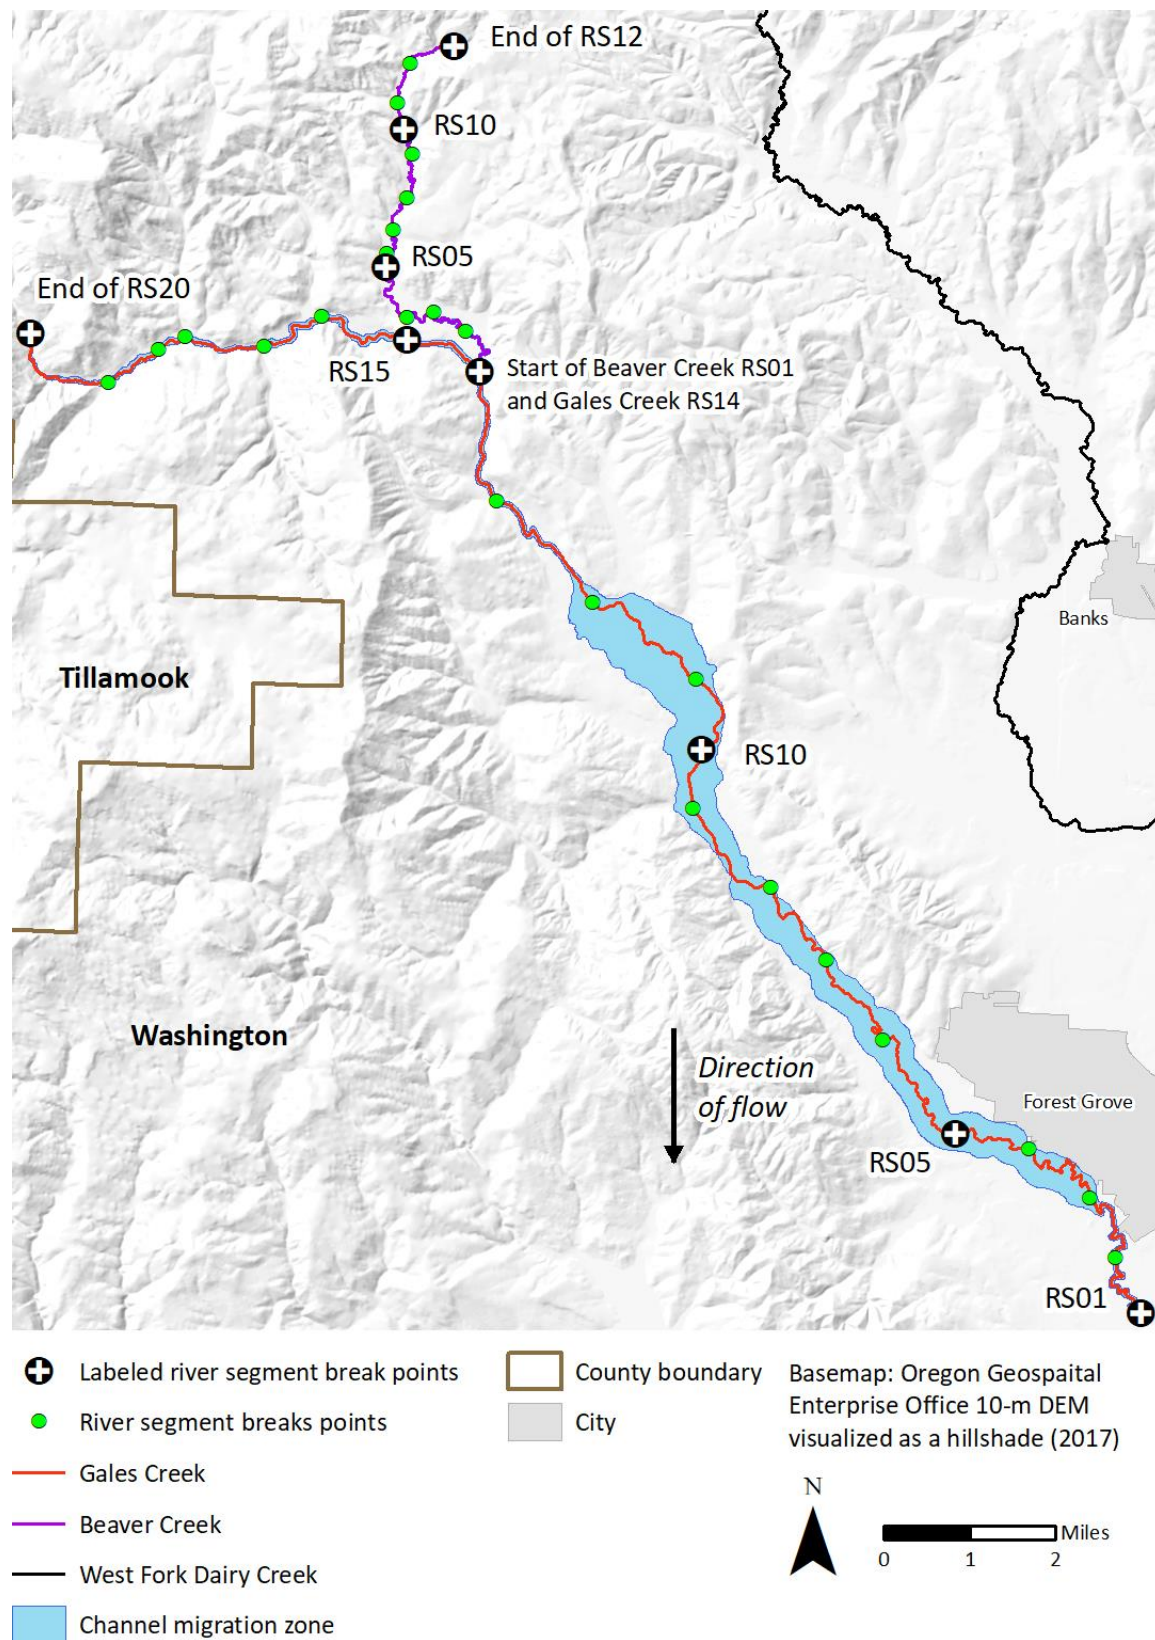 End of RS12
RS10
RS05
End of RS20
RS15
Start of Beaver Creek RS01
and Gales Creek RS14
Banks
Tillamook
RS10
Washington
Direction
of flow
Forest Grove
RS05
RS01
Labeled river segment break points
River segment breaks points
Gales Creek
Beaver Creek
West Fork Dairy Creek
Channel migration zone
County boundary
City
Basemap: Oregon Geospaital
Enterprise Office 10-m DEM
visualized as a hillshade (2017)
N
Miles
0 1 2